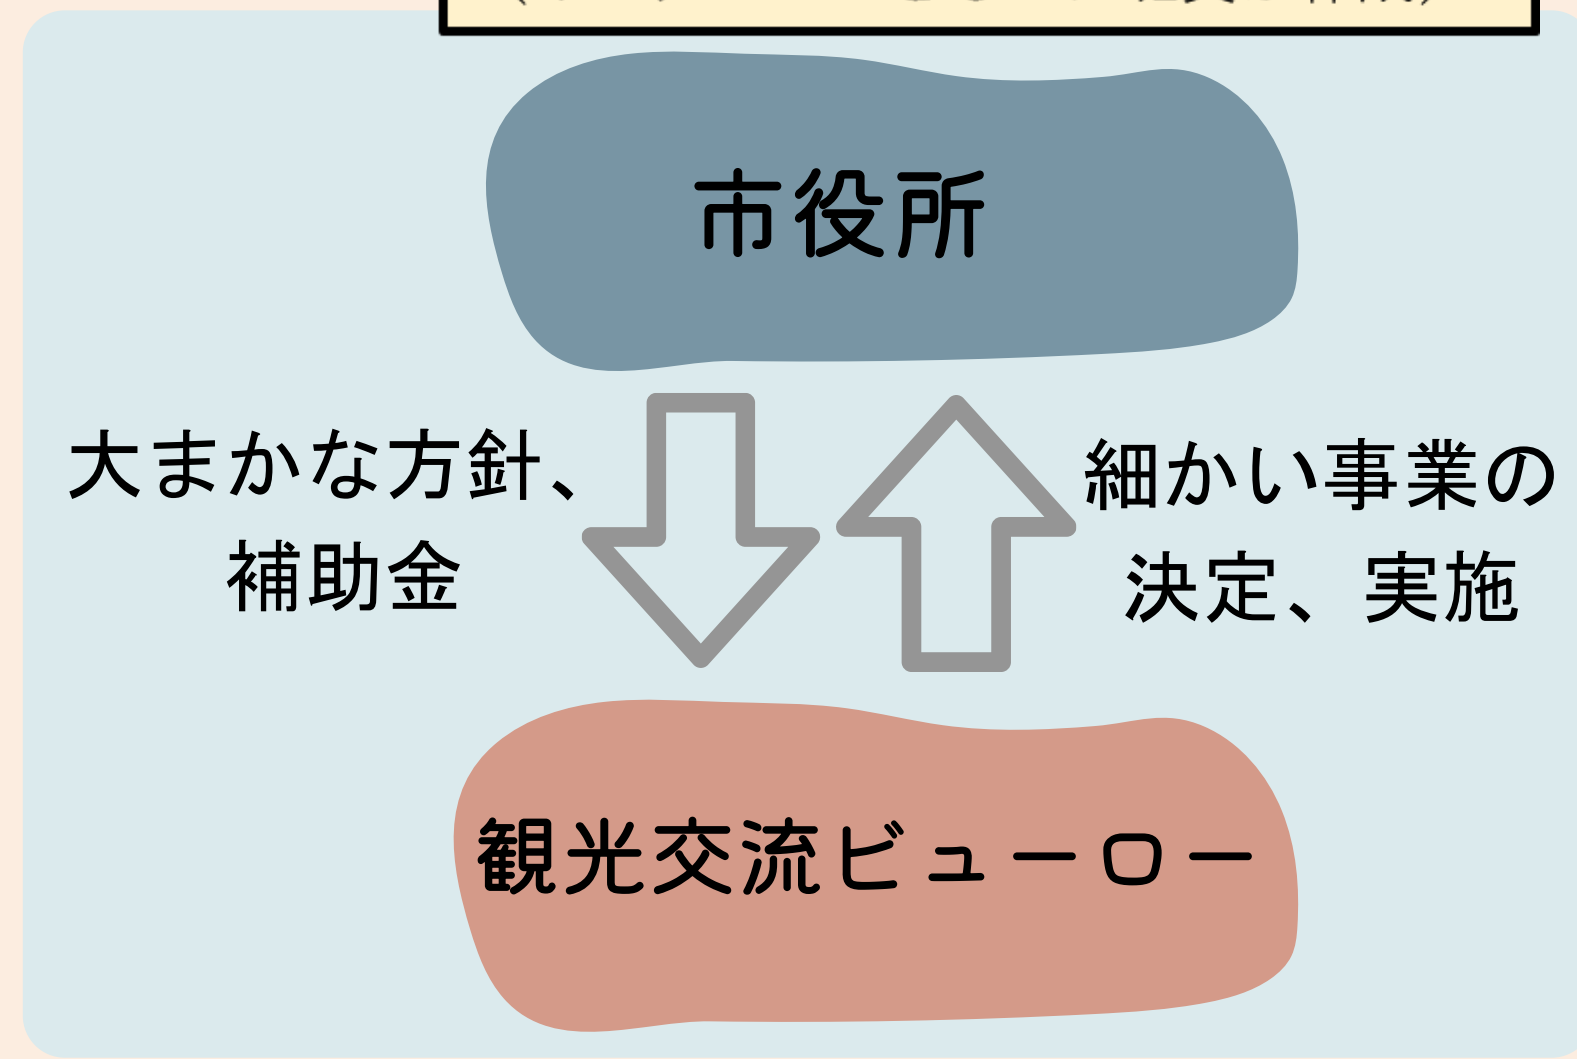 市役所
大まかな方針、
補助金
細かい事業の
決定、実施
観光交流ビューロー